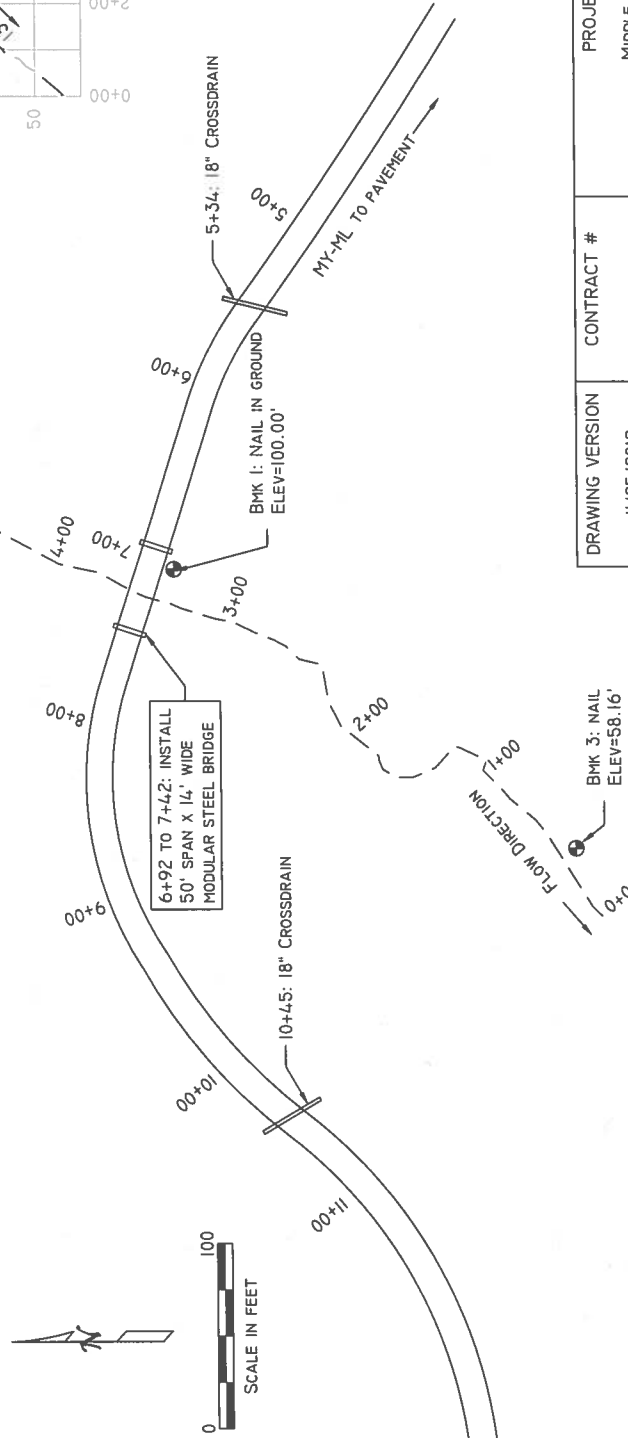 50
0+00
5+34: 18" CROSSDRAIN
5+00
MY-ML TO PAVEMENT
6+00
BMK 1: NAIL IN GROUND
ELEV=100.00'
4+00
7+00
3+00
8+00
6+92 TO 7+42: INSTALL
50' SPAN X 14' WIDE
MODULAR STEEL BRIDGE
2+00
1+00
FLOW DIRECTION
BMK 3: NAIL
ELEV=58.16'
9+00
10+45: 18" CROSSDRAIN
10+00
11+00
0
100
SCALE IN FEET
DRAWING VERSION
CONTRACT #